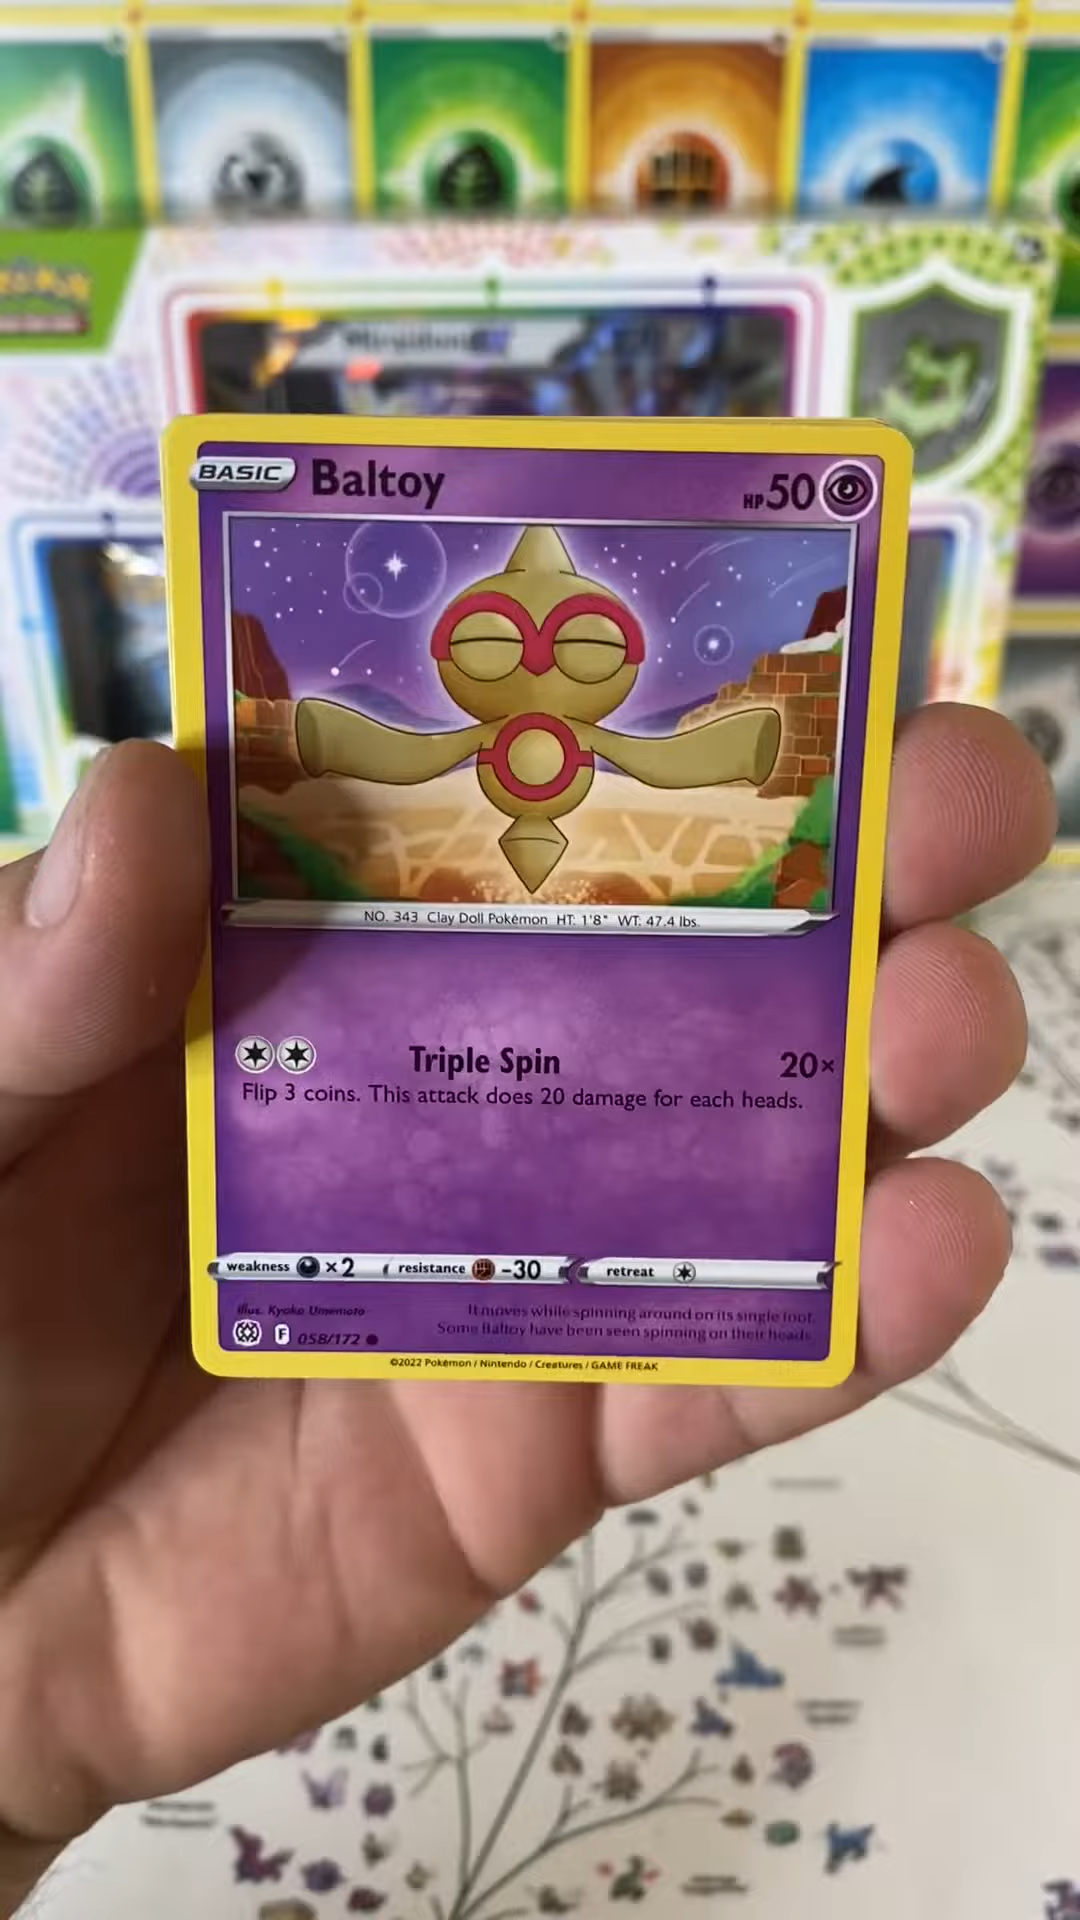 BASIC
Baltoy
HP 50
NO. 343 Clay Doll Pokémon HT: 1'8" WT: 47.4 lbs.
Triple Spin 20×
Flip 3 coins. This attack does 20 damage for each heads.
weakness ×2 resistance -30 retreat
Illus. Kyoko Umemoto
It moves while spinning around on its single foot.
Some Baltoy have been seen spinning on their heads.
F 058/172
©2022 Pokémon / Nintendo / Creatures / GAME FREAK